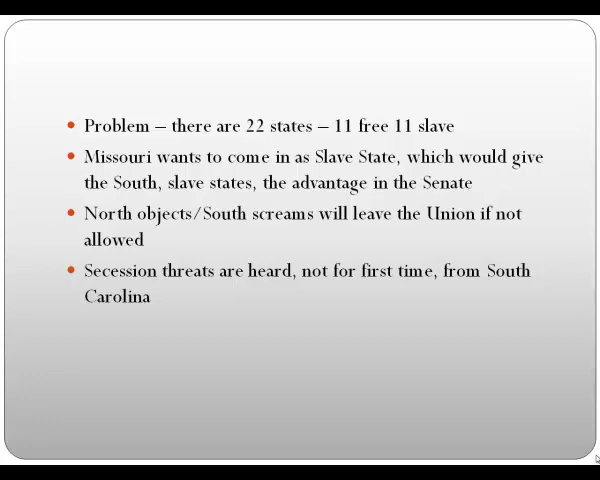 Problem – there are 22 states – 11 free 11 slave
Missouri wants to come in as Slave State, which would give
the South, slave states, the advantage in the Senate
North objects/South screams will leave the Union if not
allowed
Secession threats are heard, not for first time, from South
Carolina